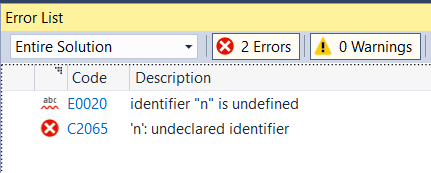 Error List
Entire Solution 2 Errors 0 Warnings
Code Description
abc E0020 identifier "n" is undefined
C2065 'n': undeclared identifier